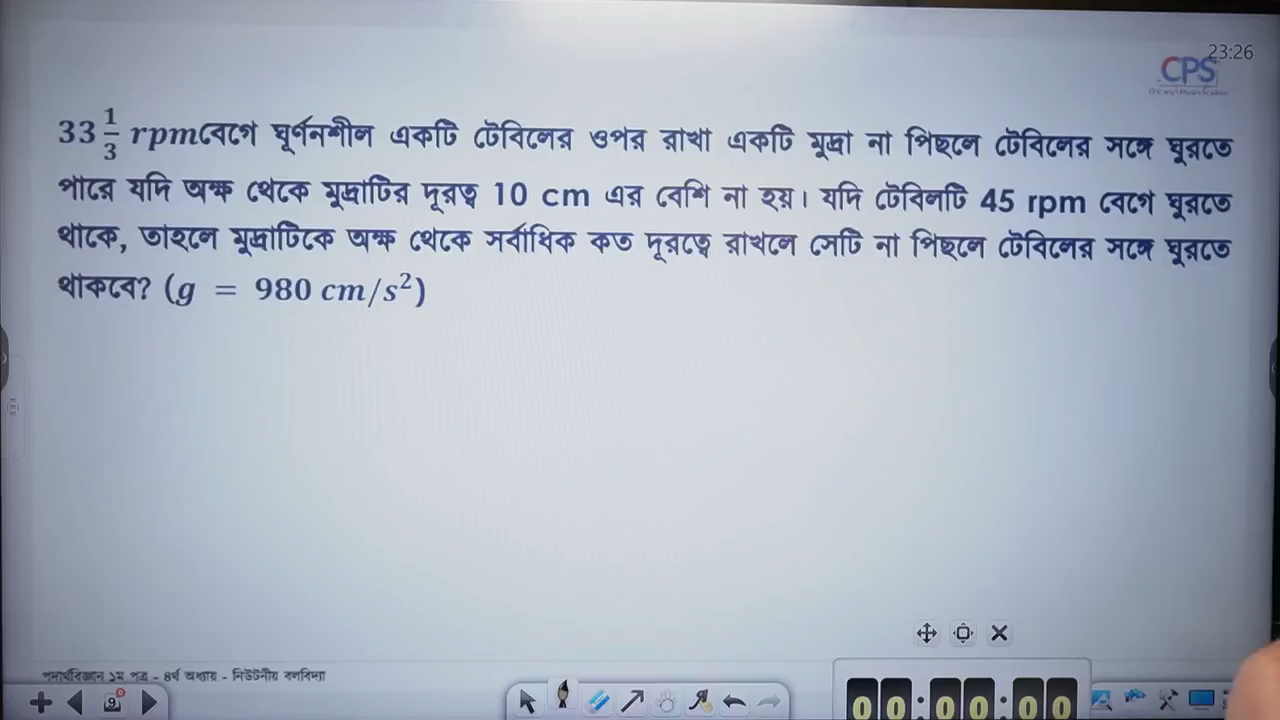 23:26
CPS
33 1/3 rpmবেগে ঘূর্ণনশীল একটি টেবিলের ওপর রাখা একটি মুদ্রা না পিছলে টেবিলের সঙ্গে ঘুরতে
পারে যদি অক্ষ থেকে মুদ্রাটির দূরত্ব 10 cm এর বেশি না হয়। যদি টেবিলটি 45 rpm বেগে ঘুরতে
থাকে, তাহলে মুদ্রাটিকে অক্ষ থেকে সর্বাধিক কত দূরত্বে রাখলে সেটি না পিছলে টেবিলের সঙ্গে ঘুরতে
থাকবে? (g = 980 cm/s²)
পদার্থবিজ্ঞান ১ম পত্র - ৪র্থ অধ্যায় - নিউটনীয় বলবিদ্যা
9
00:00:00